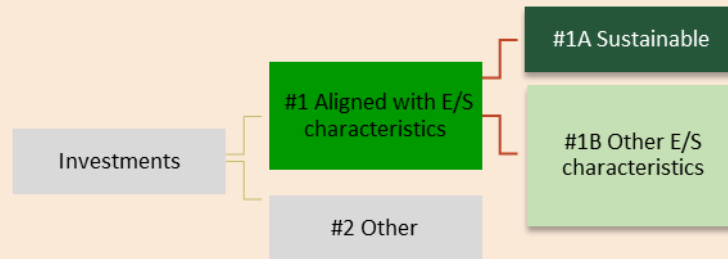 Investments
#1 Aligned with E/S
characteristics
#2 Other
#1A Sustainable
#1B Other E/S
characteristics